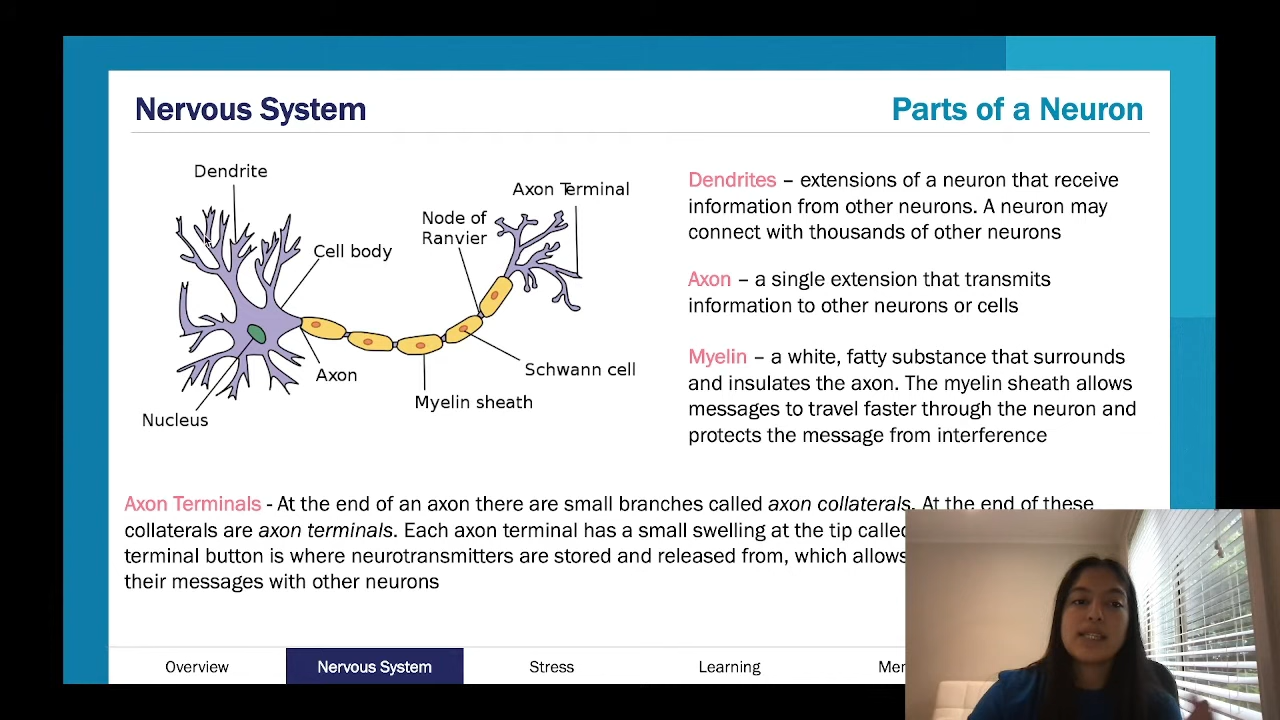 Nervous System
Parts of a Neuron
Dendrite
Axon Terminal
Node of
Ranvier
Cell body
Schwann cell
Axon
Myelin sheath
Nucleus
Dendrites – extensions of a neuron that receive
information from other neurons. A neuron may
connect with thousands of other neurons
Axon – a single extension that transmits
information to other neurons or cells
Myelin – a white, fatty substance that surrounds
and insulates the axon. The myelin sheath allows
messages to travel faster through the neuron and
protects the message from interference
Axon Terminals - At the end of an axon there are small branches called axon collaterals. At the end of these
collaterals are axon terminals. Each axon terminal has a small swelling at the tip called
terminal button is where neurotransmitters are stored and released from, which allows
their messages with other neurons
Overview
Nervous System
Stress
Learning